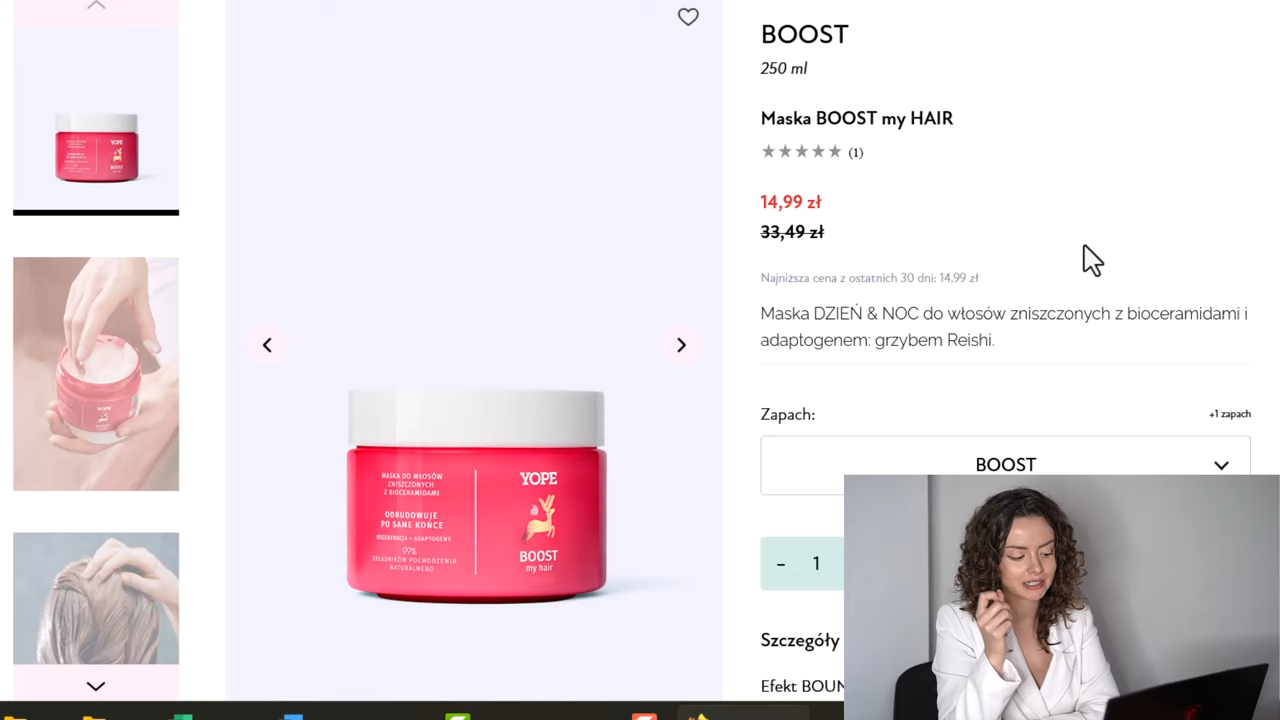 BOOST
250 ml
Maska BOOST my HAIR
(1)
14,99 zł
33,49 zł
Najniższa cena z ostatnich 30 dni: 14.99 zł
Maska DZIEŃ & NOC do włosów zniszczonych z bioceramidami i
adaptogenem: grzybem Reishi.
Zapach:
+1 zapach
BOOST
- 1
Szczegóły
Efekt BOUN
MASKA DO WŁOSÓW
ZNISZCZONYCH
Z BIOCERAMIDAMI
ODBUDOWUJE
PO SAME KOŃCE
REGENERACJA + ADAPTOGENY
99%
SKŁADNIKÓW POCHODZENIA
NATURALNEGO
YOPE
BOOST
my hair
YOPE
BOOST
YOPE